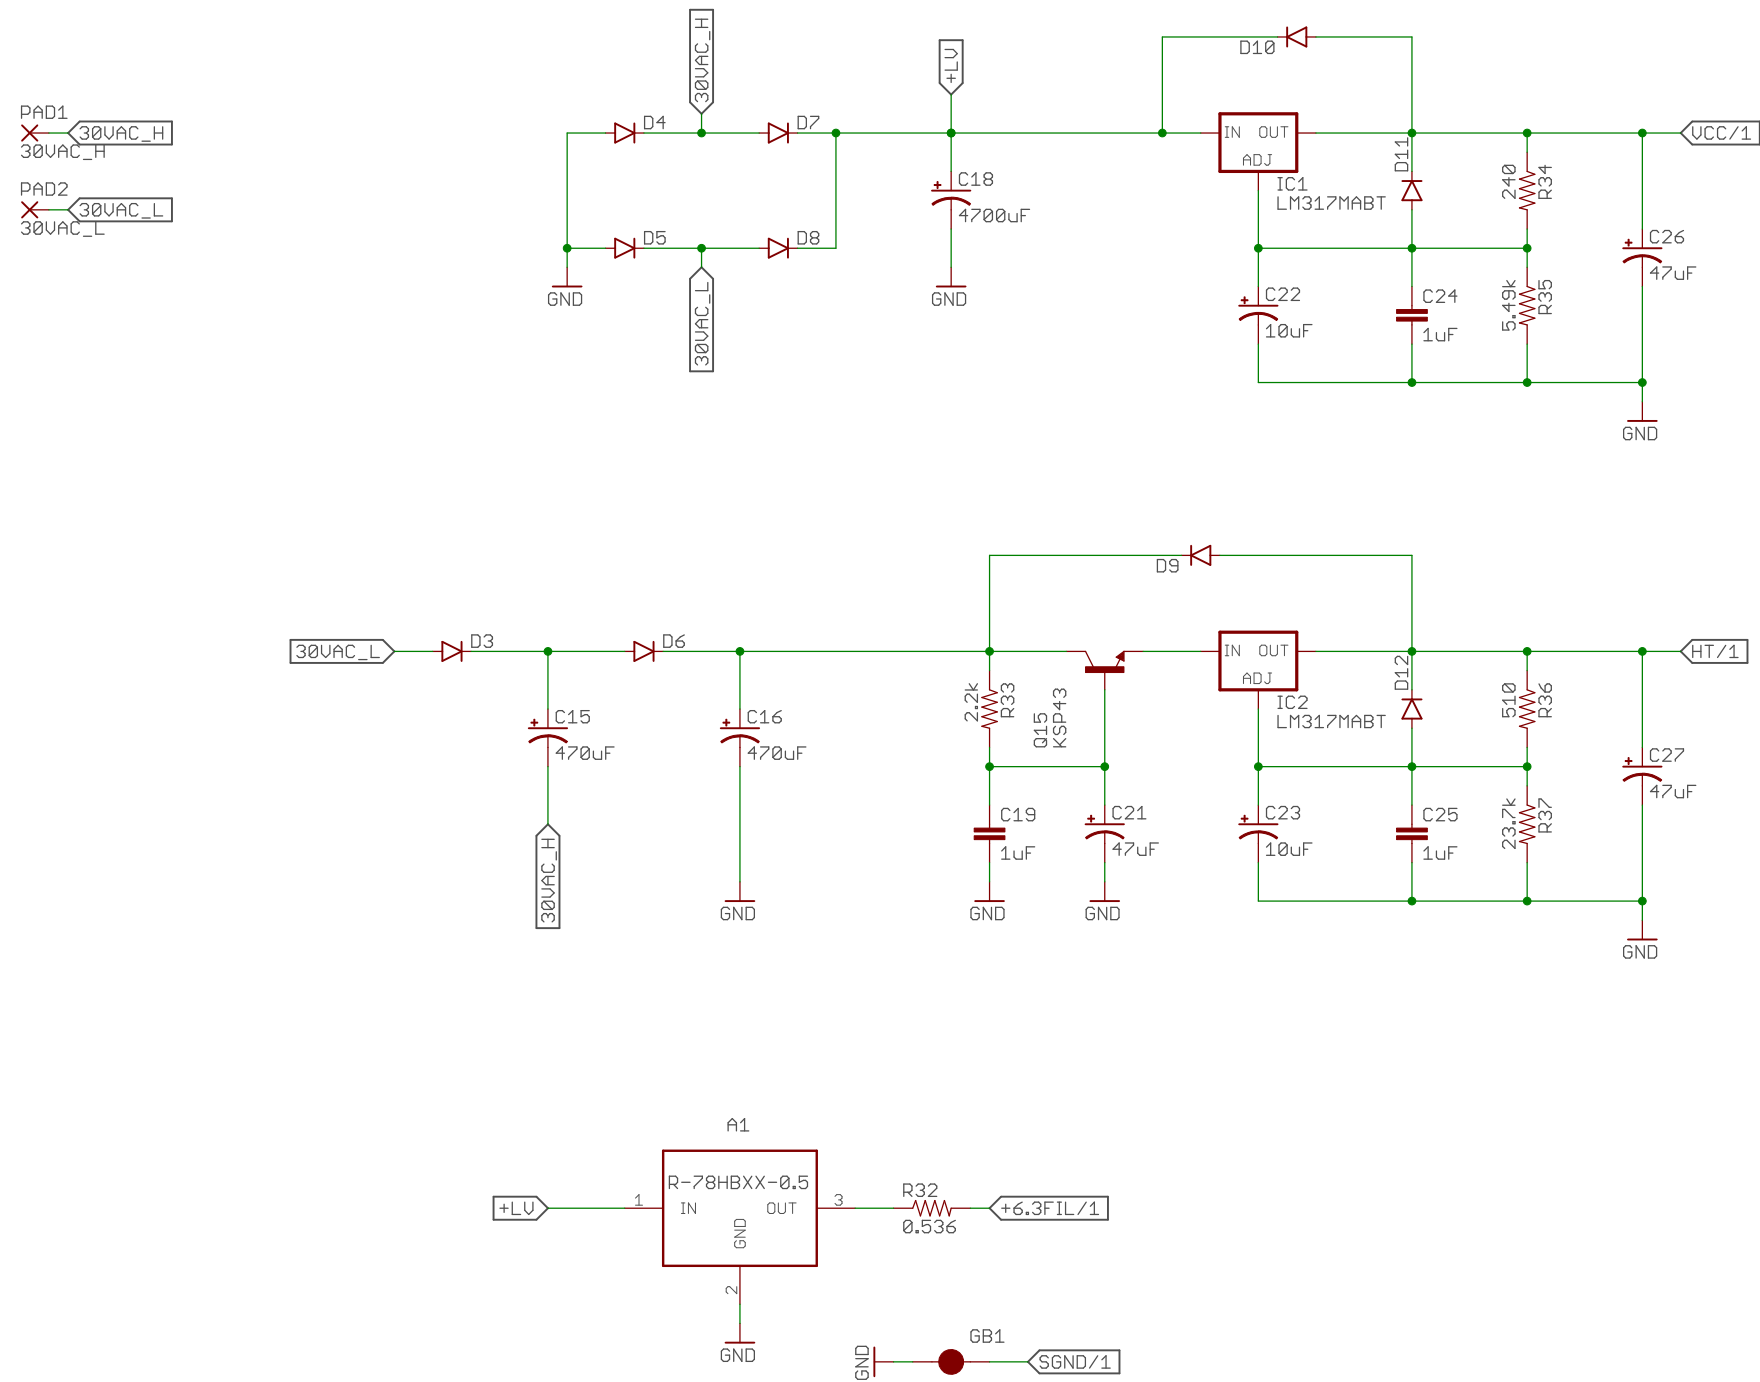 PAD1
30VAC_H
30VAC_H
PAD2
30VAC_L
30VAC_L
D4
30VAC_H
D7
D5
D8
GND
30VAC_L
+LV
C18
4700uF
GND
D10
IN OUT
ADJ
IC1
LM317MABT
D11
240
R34
VCC/1
C22
10uF
C24
1uF
5.49k
R35
C26
47uF
GND
30VAC_L
D3
D6
C15
470uF
30VAC_H
C16
470uF
GND
D9
2.2k
R33
Q15
KSP43
C19
1uF
GND
C21
47uF
GND
IN OUT
ADJ
IC2
LM317MABT
D12
510
R36
HT/1
C23
10uF
C25
1uF
23.7k
R37
C27
47uF
GND
A1
R-78HBXX-0.5
+LV
1
IN
OUT
3
GND
2
GND
R32
0.536
+6.3FIL/1
GND
GB1
SGND/1